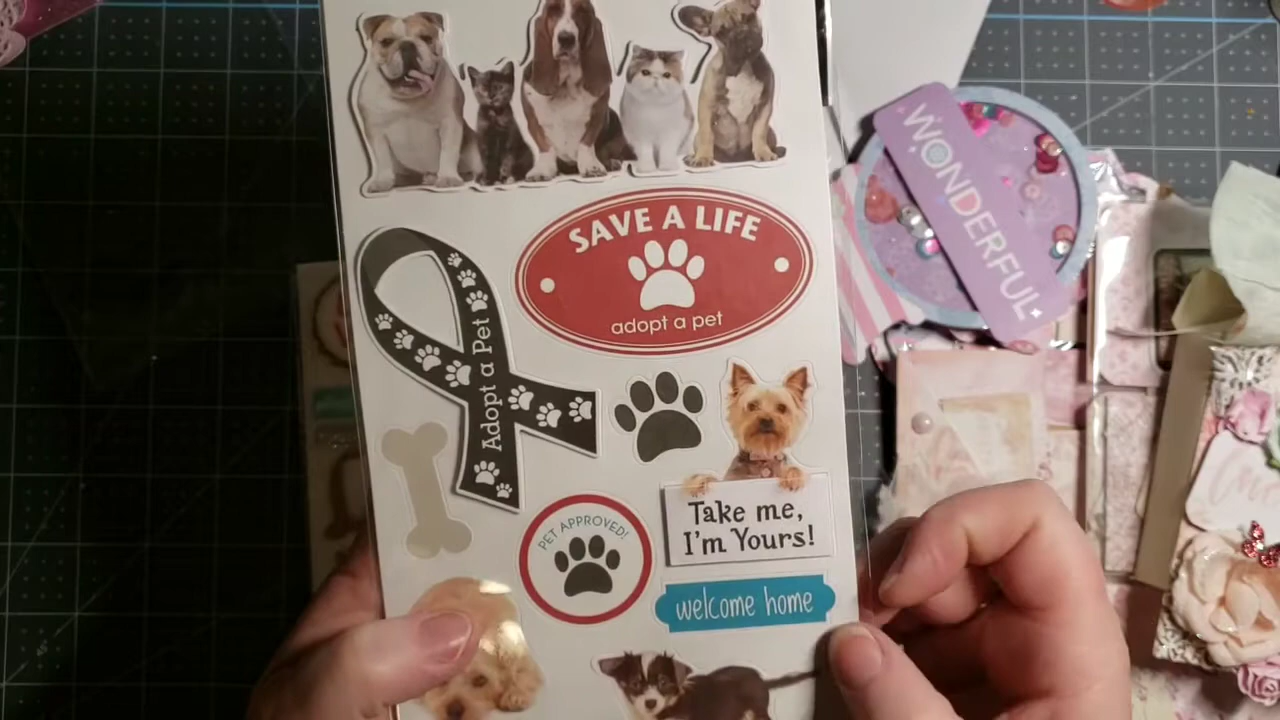 SAVE A LIFE
adopt a pet
Adopt a Pet
WONDERFUL
Take me,
I'm Yours!
PET APPROVED!
welcome home